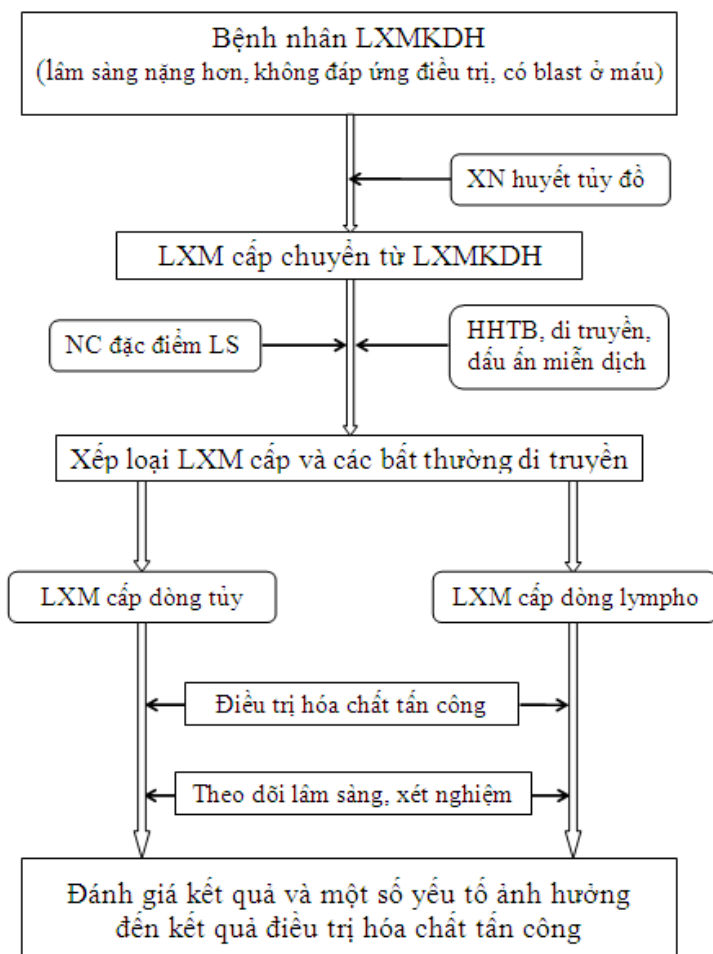 Bệnh nhân LXMKDH
(lâm sàng nặng hơn, không đáp ứng điều trị, có blast ở máu)
XN huyết tủy đồ
LXM cấp chuyển từ LXMKDH
NC đặc điểm LS
HHTB, di truyền,
dấu ấn miễn dịch
Xếp loại LXM cấp và các bất thường di truyền
LXM cấp dòng tủy
LXM cấp dòng lympho
Điều trị hóa chất tấn công
Theo dõi lâm sàng, xét nghiệm
Đánh giá kết quả và một số yếu tố ảnh hưởng
đến kết quả điều trị hóa chất tấn công